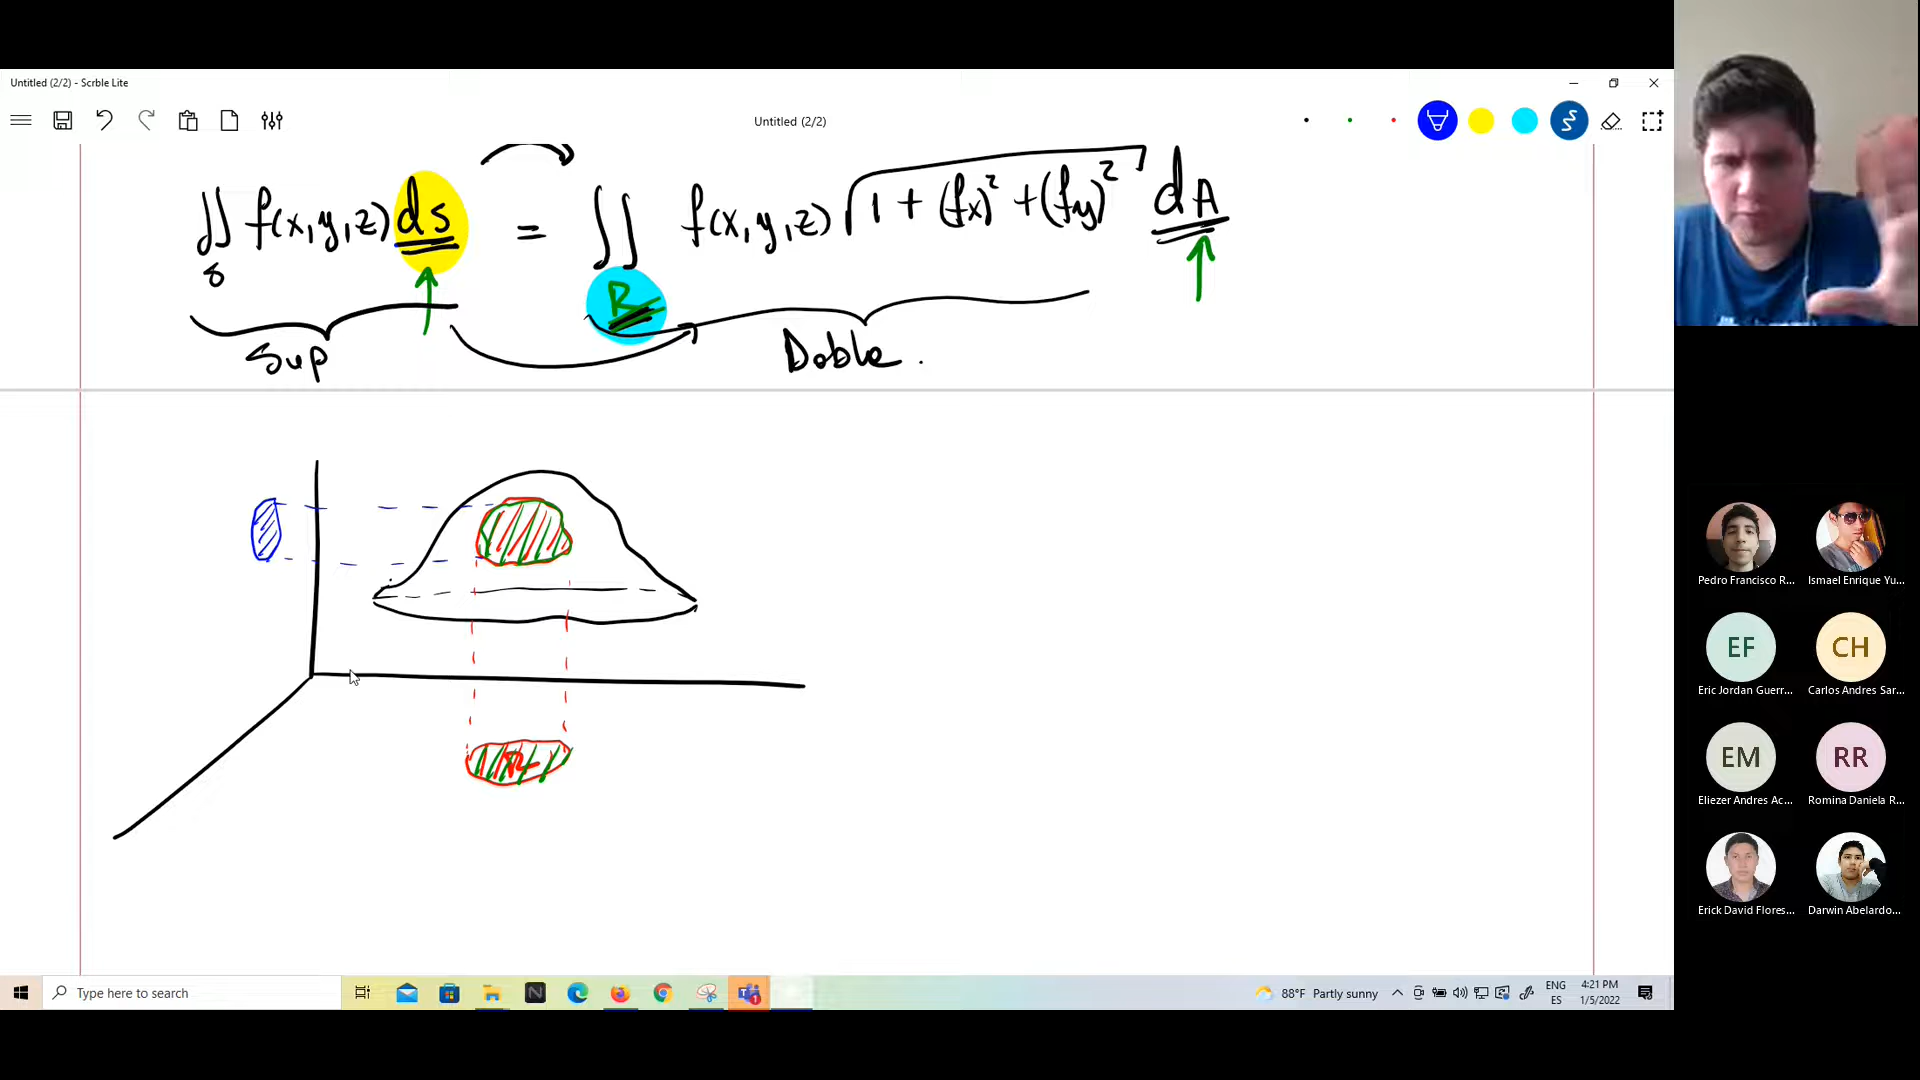 Untitled (2/2) - Scrble Lite
Untitled (2/2)
∬ f(x,y,z) ds = ∬ f(x,y,z) √(1 + (fx)² + (fy)²) dA
s R
Sup Doble.
R
Pedro Francisco R... Ismael Enrique Yu...
EF CH
Eric Jordan Guerr... Carlos Andres Sar...
EM RR
Eliezer Andres Ac... Romina Daniela R...
Erick David Flores... Darwin Abelardo...
Type here to search
88°F Partly sunny
ENG
ES
4:21 PM
1/5/2022